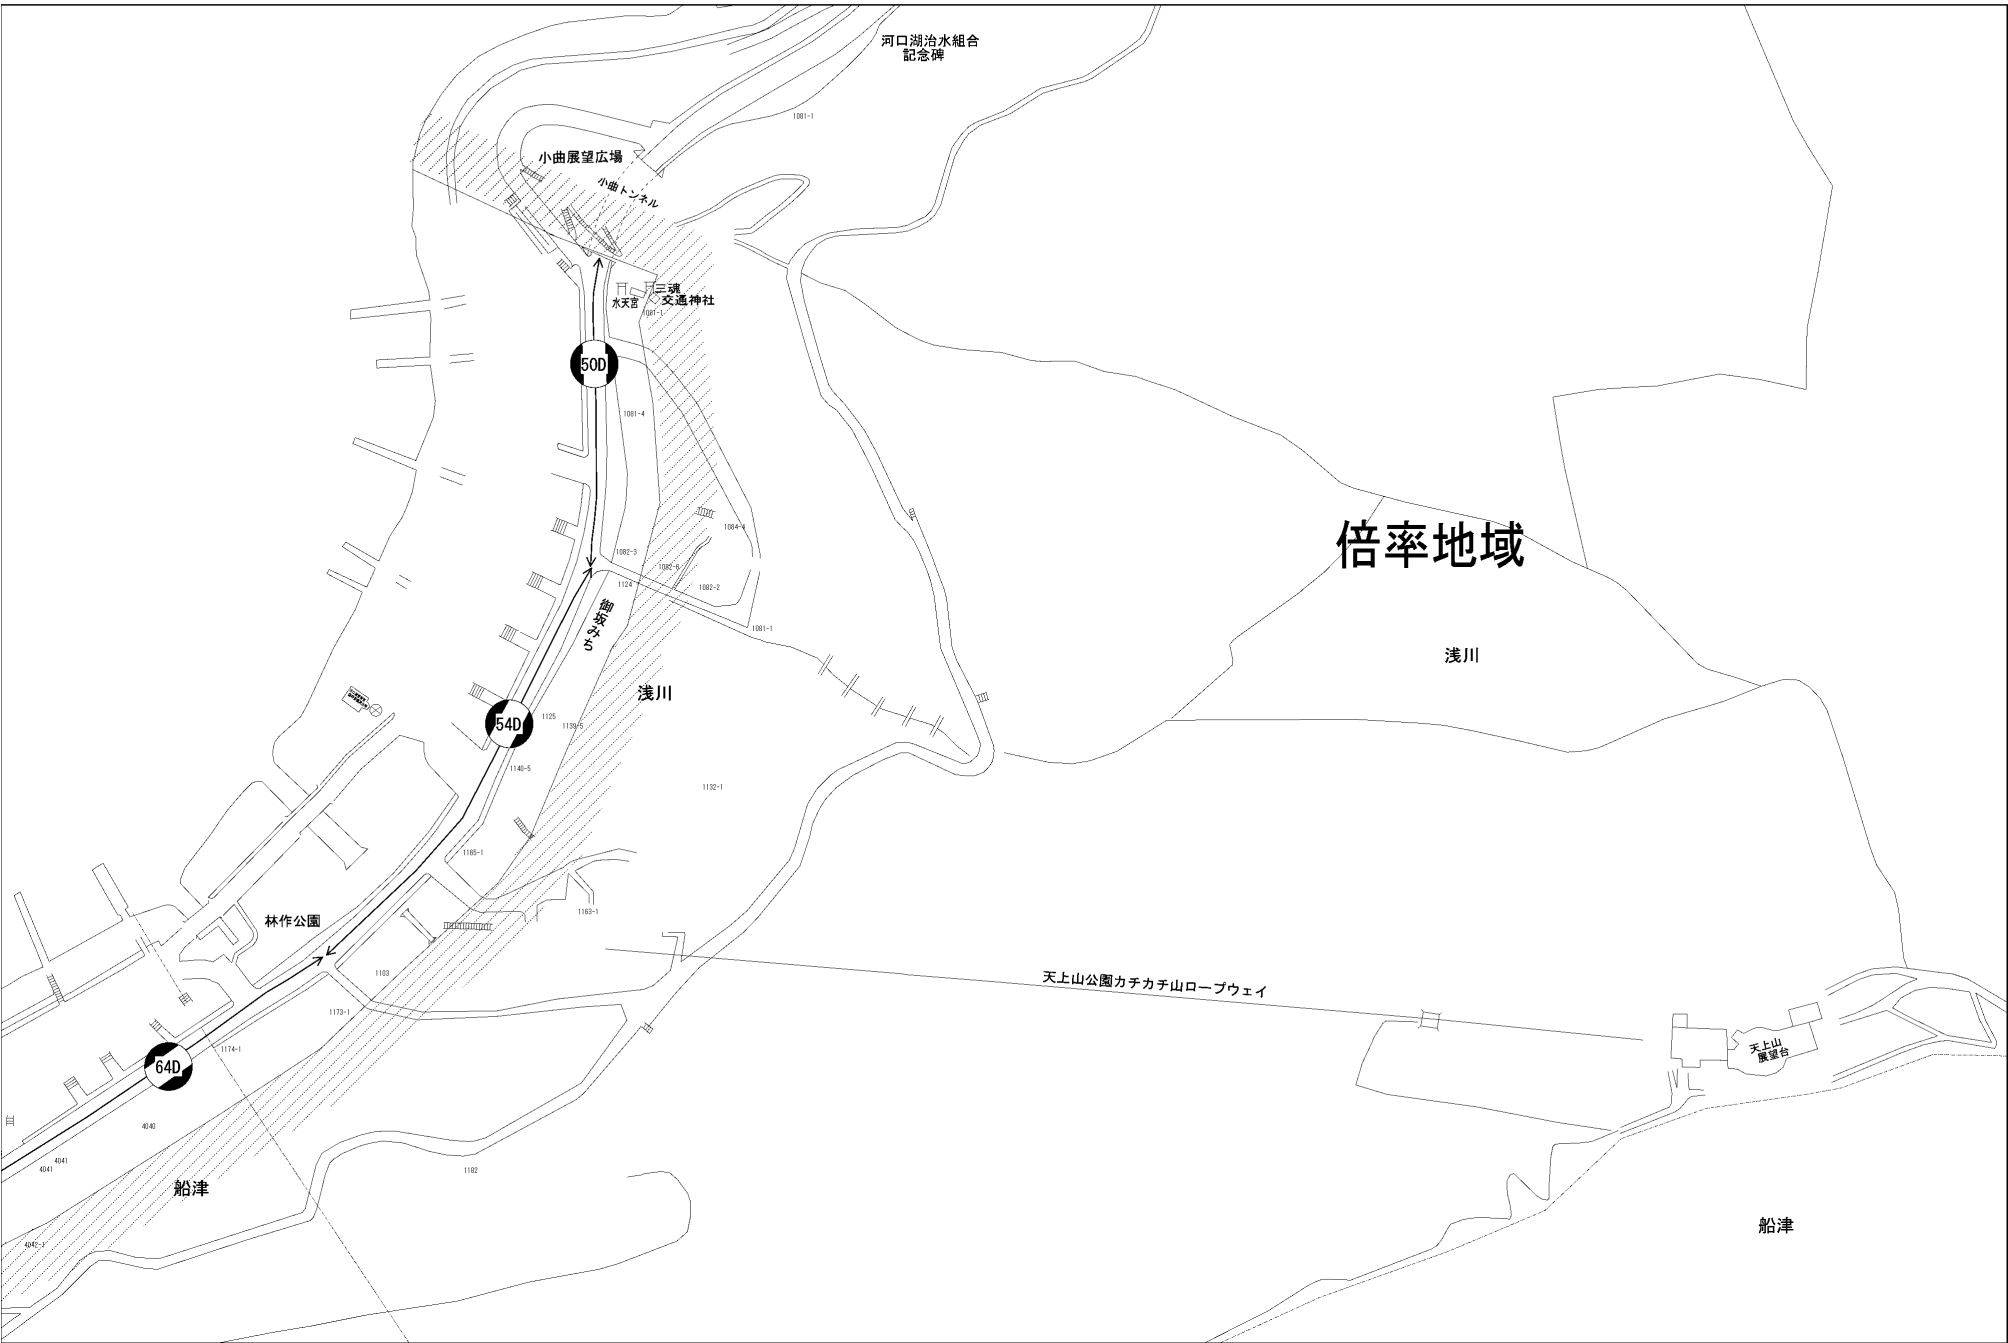 河口湖治水組合
記念碑
1081-1
小曲展望広場
小曲トンネル
水天宮
三魂
交通神社
1081-1
50D
1081-4
1084-4
倍率地域
1082-3
1082-6
1124
1082-2
御坂みち
1081-1
浅川
浅川
54D
1125
1139-5
1140-5
1132-1
1165-1
1163-1
林作公園
1103
天上山公園カチカチ山ロープウェイ
1173-1
1174-1
天上山
展望台
64D
4040
4041
4041
1182
船津
船津
4042-1